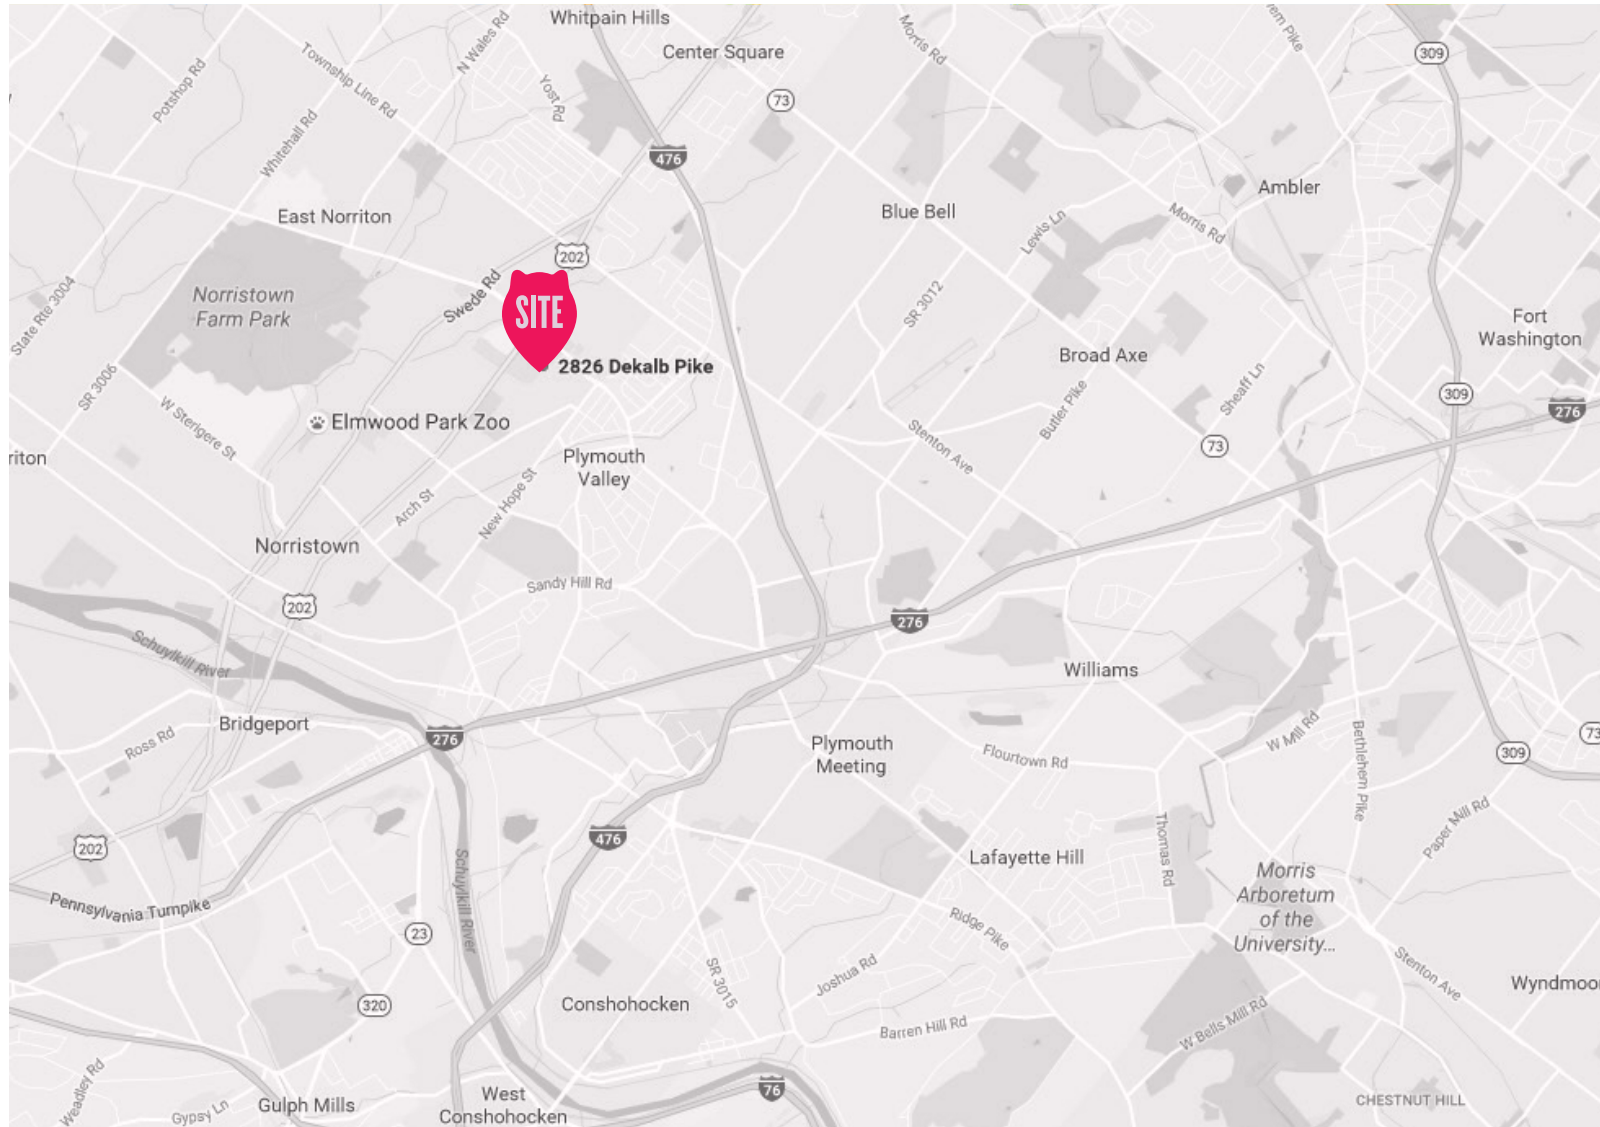 Whitpain Hills
Center Square
N Wales Rd
Township Line Rd
Potshop Rd
Yost Rd
Morris Rd
309
73
Whitehall Rd
476
Ambler
East Norriton
Blue Bell
Lewis Ln
Morris Rd
202
Norristown
Farm Park
Swede Rd
SITE
State Rte 3004
SR 3012
Fort
Washington
2826 Dekalb Pike
Broad Axe
SR 3006
Sheaff Ln
309
276
W Sterigere St
Elmwood Park Zoo
Butler Pike
Stenton Ave
73
riton
Plymouth
Valley
Arch St
New Hope St
Norristown
Sandy Hill Rd
202
276
Schuylkill River
Williams
Bridgeport
276
Ross Rd
Plymouth
Meeting
Flourtown Rd
W Mill Rd
Bethlehem Pike
309
73
476
202
Paper Mill Rd
Thomas Rd
Lafayette Hill
Schuylkill River
Morris
Arboretum
of the
University...
Pennsylvania Turnpike
23
Ridge Pike
Stenton Ave
SR 3015
Joshua Rd
Wyndmoo
320
Conshohocken
Barren Hill Rd
W Bells Mill Rd
Weadley Rd
Gypsy Ln
Gulph Mills
West
Conshohocken
76
CHESTNUT HILL